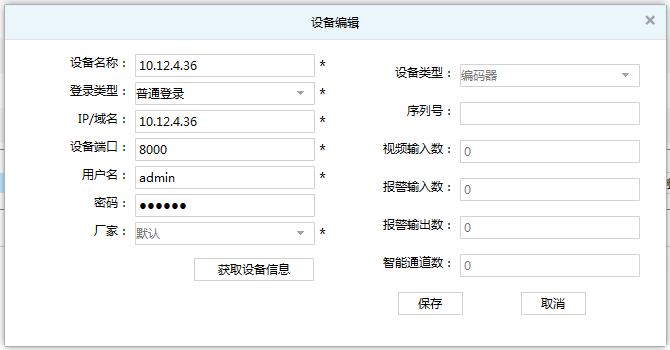 设备编辑
设备名称： 10.12.4.36 *
登录类型： 普通登录 *
IP/域名： 10.12.4.36 *
设备端口： 8000 *
用户名： admin *
密码： ●●●●●●
厂家： 默认 *
获取设备信息
设备类型： 编码器
序列号：
视频输入数： 0
报警输入数： 0
报警输出数： 0
智能通道数： 0
保存 取消